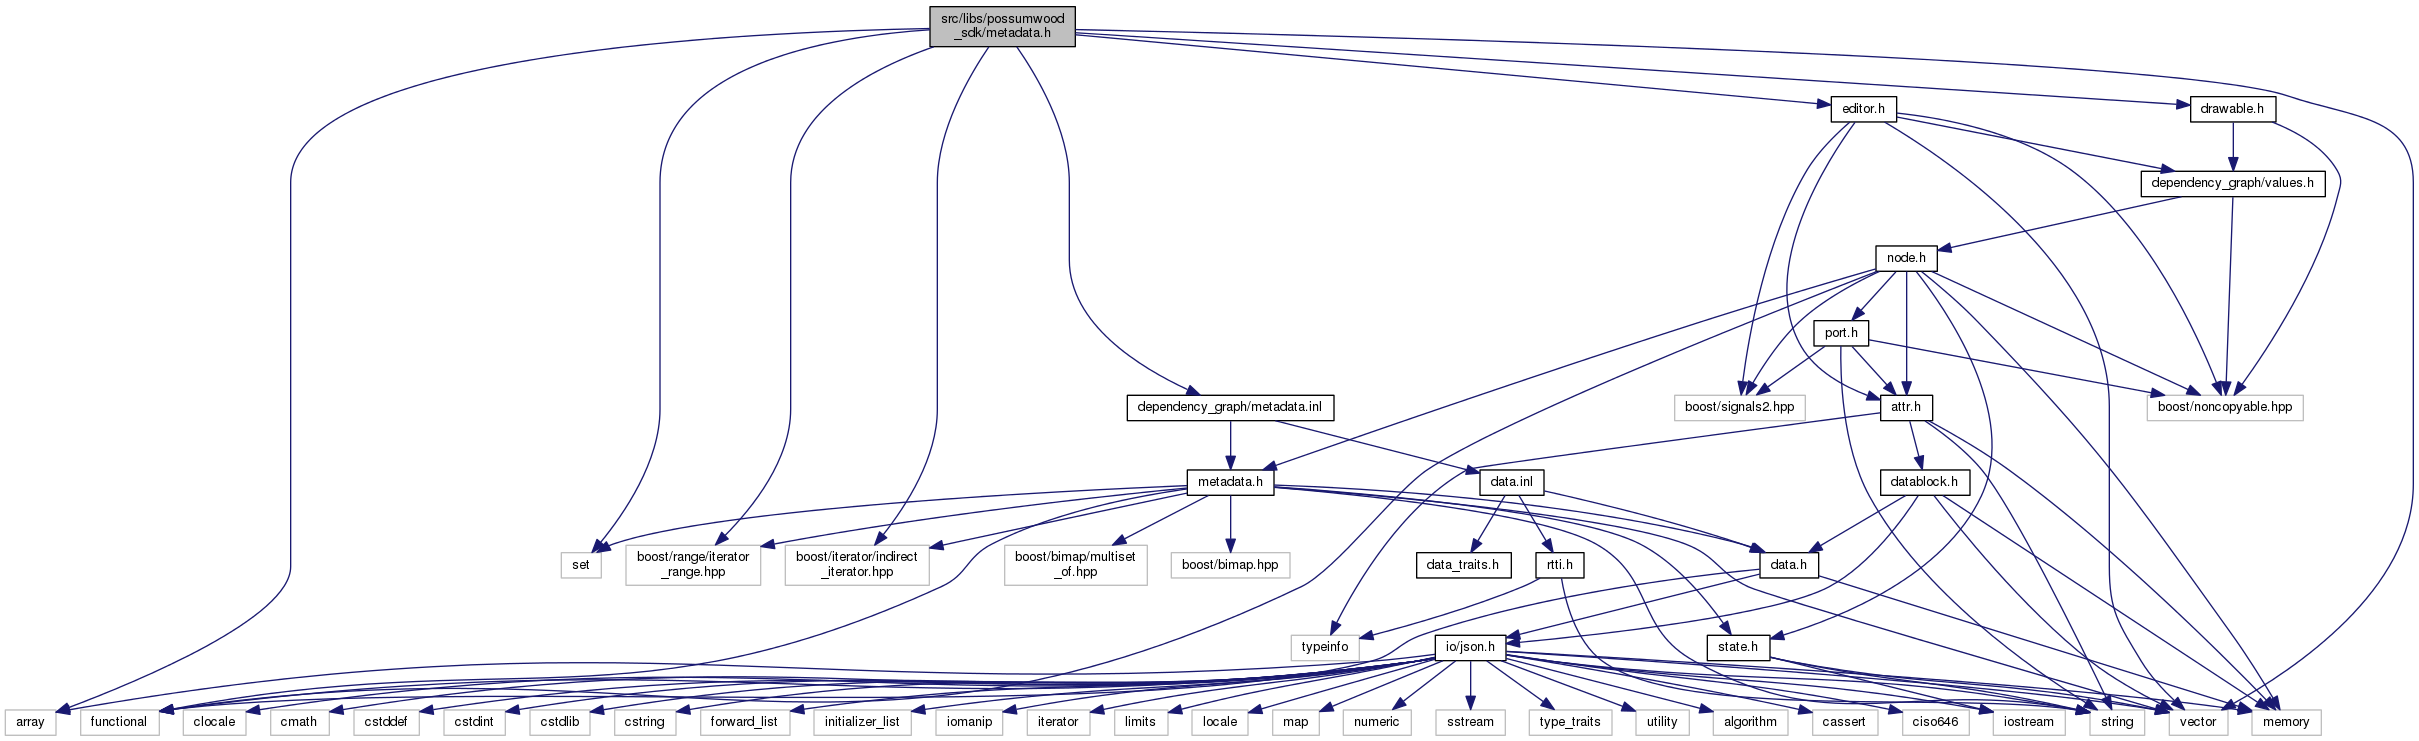 src/libs/possumwood
_sdk/metadata.h
editor.h
drawable.h
dependency_graph/values.h
node.h
port.h
dependency_graph/metadata.inl
boost/signals2.hpp
attr.h
boost/noncopyable.hpp
metadata.h
data.inl
datablock.h
set
boost/range/iterator
_range.hpp
boost/iterator/indirect
_iterator.hpp
boost/bimap/multiset
_of.hpp
boost/bimap.hpp
data_traits.h
rtti.h
data.h
typeinfo
io/json.h
state.h
array
functional
clocale
cmath
cstddef
cstdint
cstdlib
cstring
forward_list
initializer_list
iomanip
iterator
limits
locale
map
numeric
sstream
type_traits
utility
algorithm
cassert
ciso646
iostream
string
vector
memory